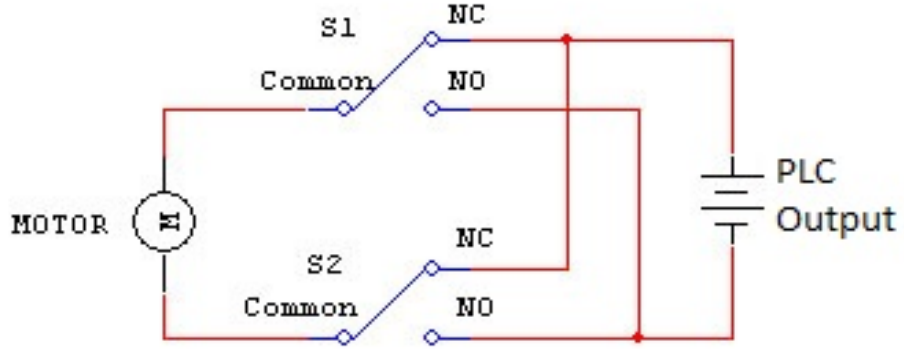 NC
S1
Common
NO
PLC
Output
MOTOR
M
NC
S2
Common
NO